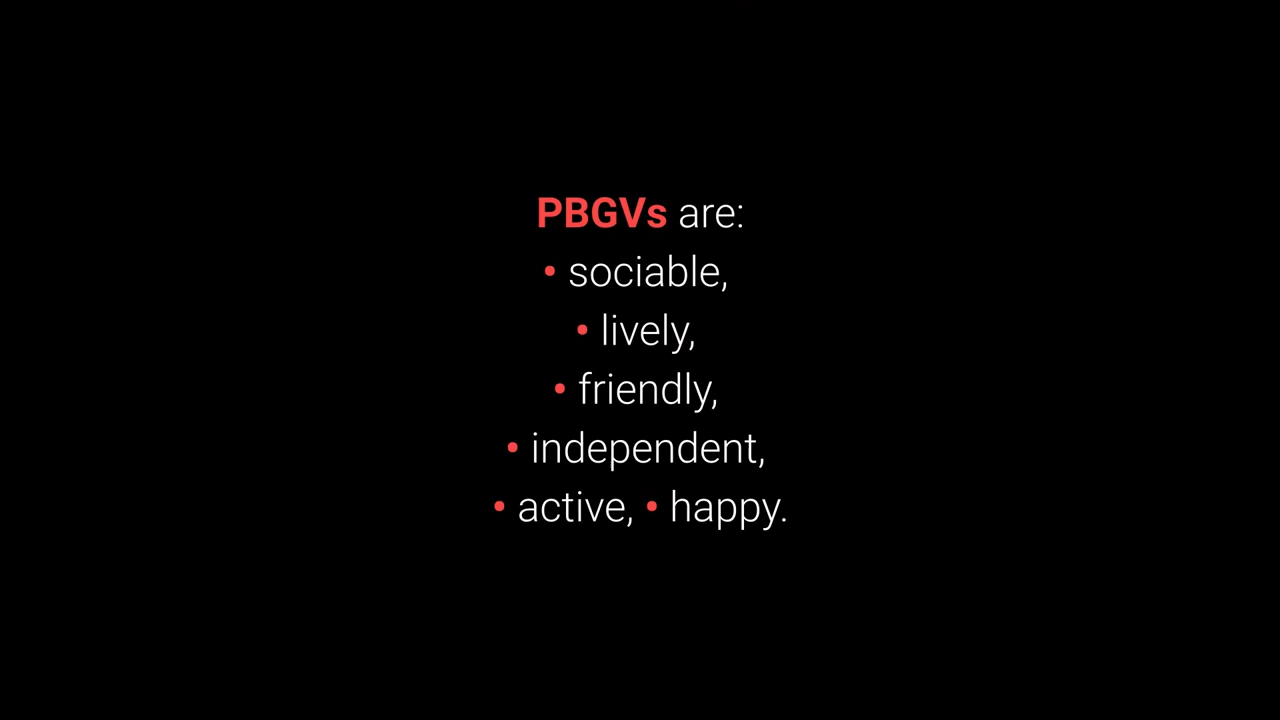 PBGVs are:
• sociable,
• lively,
• friendly,
• independent,
• active, • happy.